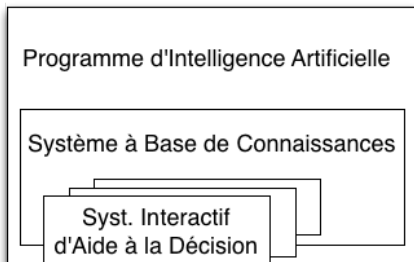 Programme d'Intelligence Artificielle
Système à Base de Connaissances
Syst. Interactif
d'Aide à la Décision